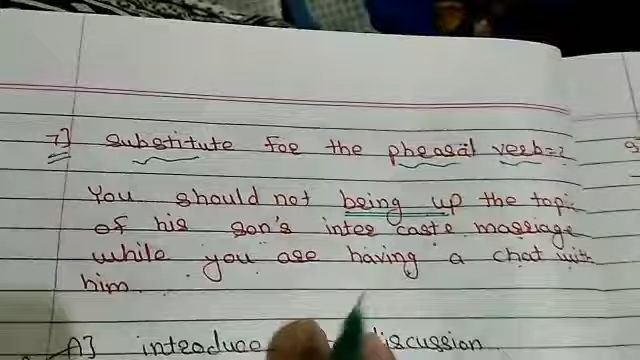 7] substitute for the phrasal verb=?
You should not bring up the topi
of his son's inter caste marriage
while you are having a chat with
him.
A] introduce discussion